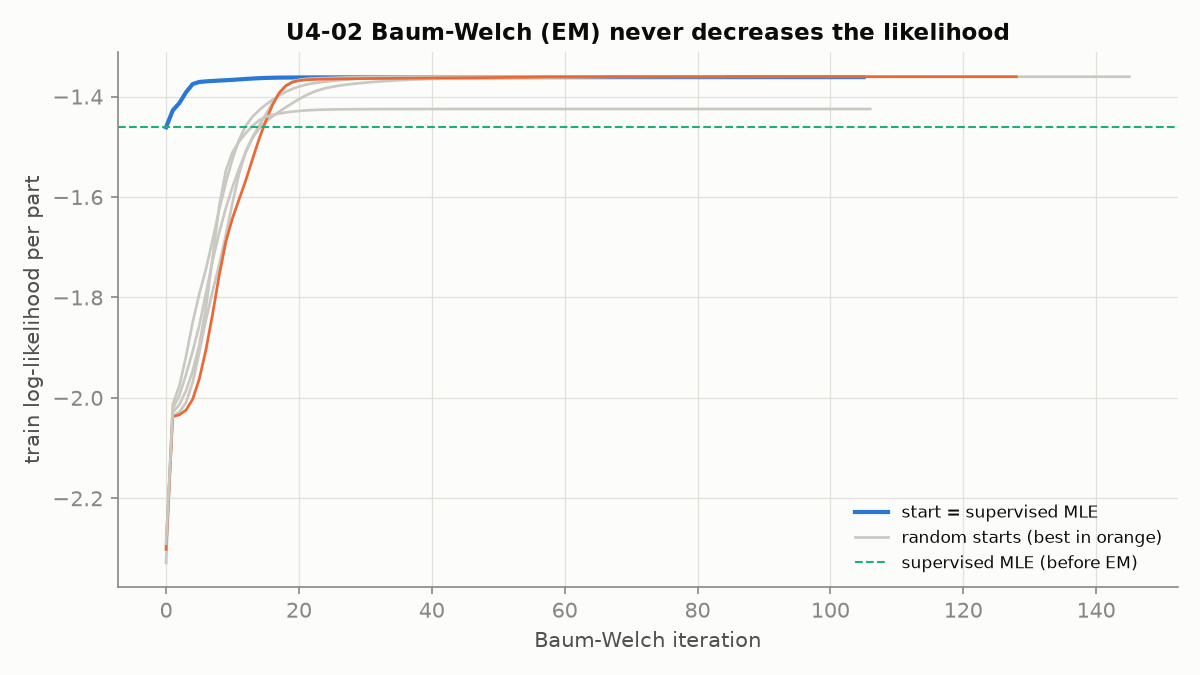 U4-02 Baum-Welch (EM) never decreases the likelihood
train log-likelihood per part
−1.4
−1.6
−1.8
−2.0
−2.2
start = supervised MLE
random starts (best in orange)
supervised MLE (before EM)
0 20 40 60 80 100 120 140
Baum-Welch iteration